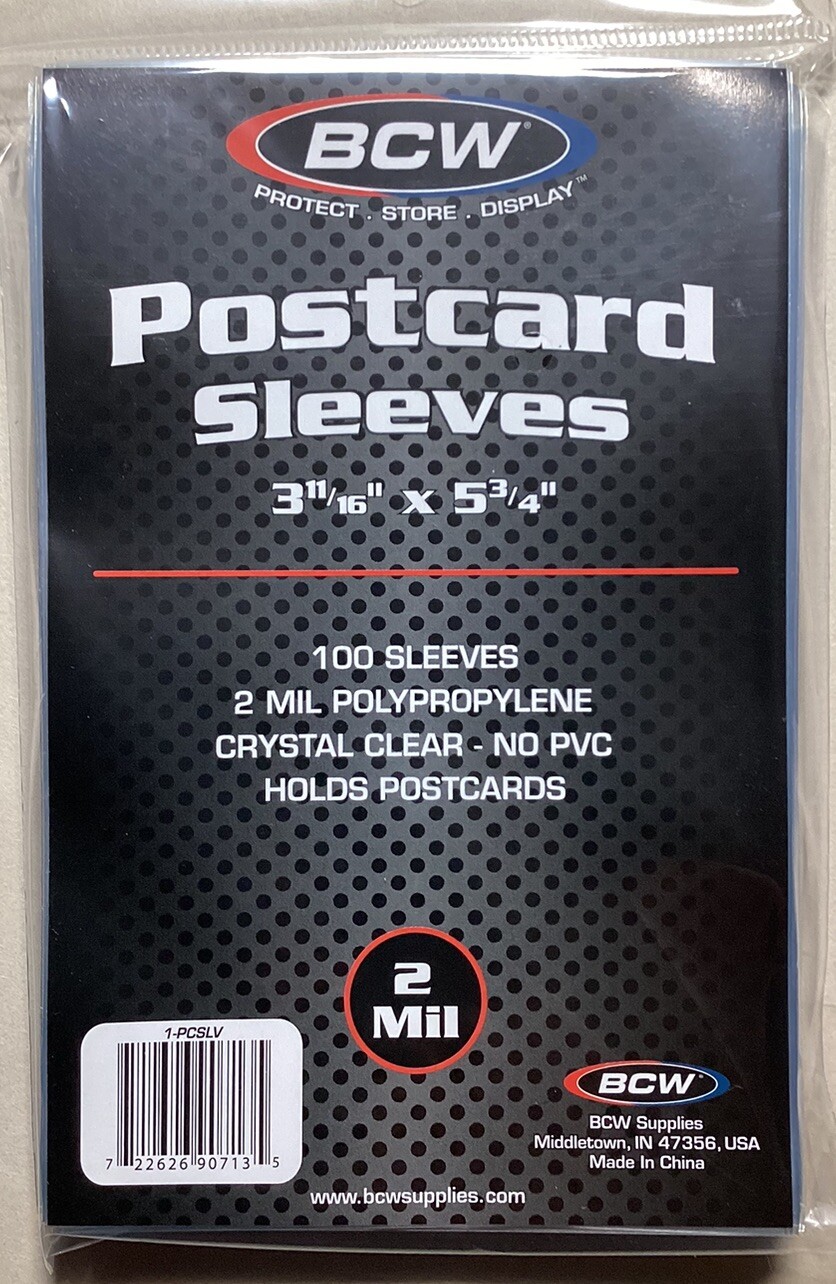 BCW®
PROTECT . STORE . DISPLAY™
Postcard
Sleeves
3 11/16" x 5 3/4"
100 SLEEVES
2 MIL POLYPROPYLENE
CRYSTAL CLEAR - NO PVC
HOLDS POSTCARDS
2
Mil
1-PCSLV
7 22626 90713 5
BCW®
BCW Supplies
Middletown, IN 47356, USA
Made In China
www.bcwsupplies.com